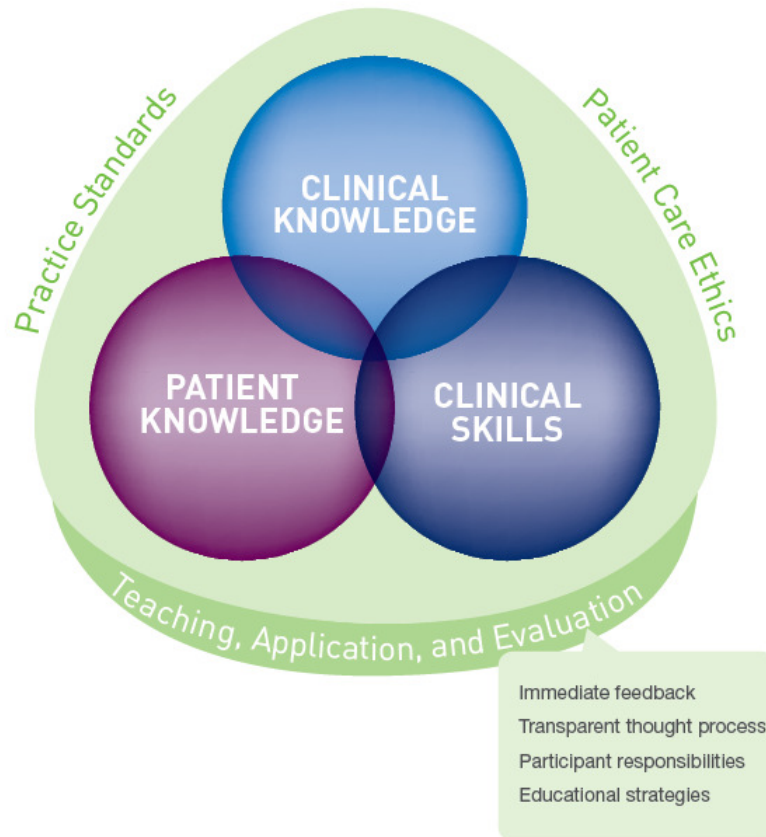 Practice Standards
Patient Care Ethics
CLINICAL
KNOWLEDGE
PATIENT
KNOWLEDGE
CLINICAL
SKILLS
Teaching, Application, and Evaluation
Immediate feedback
Transparent thought process
Participant responsibilities
Educational strategies